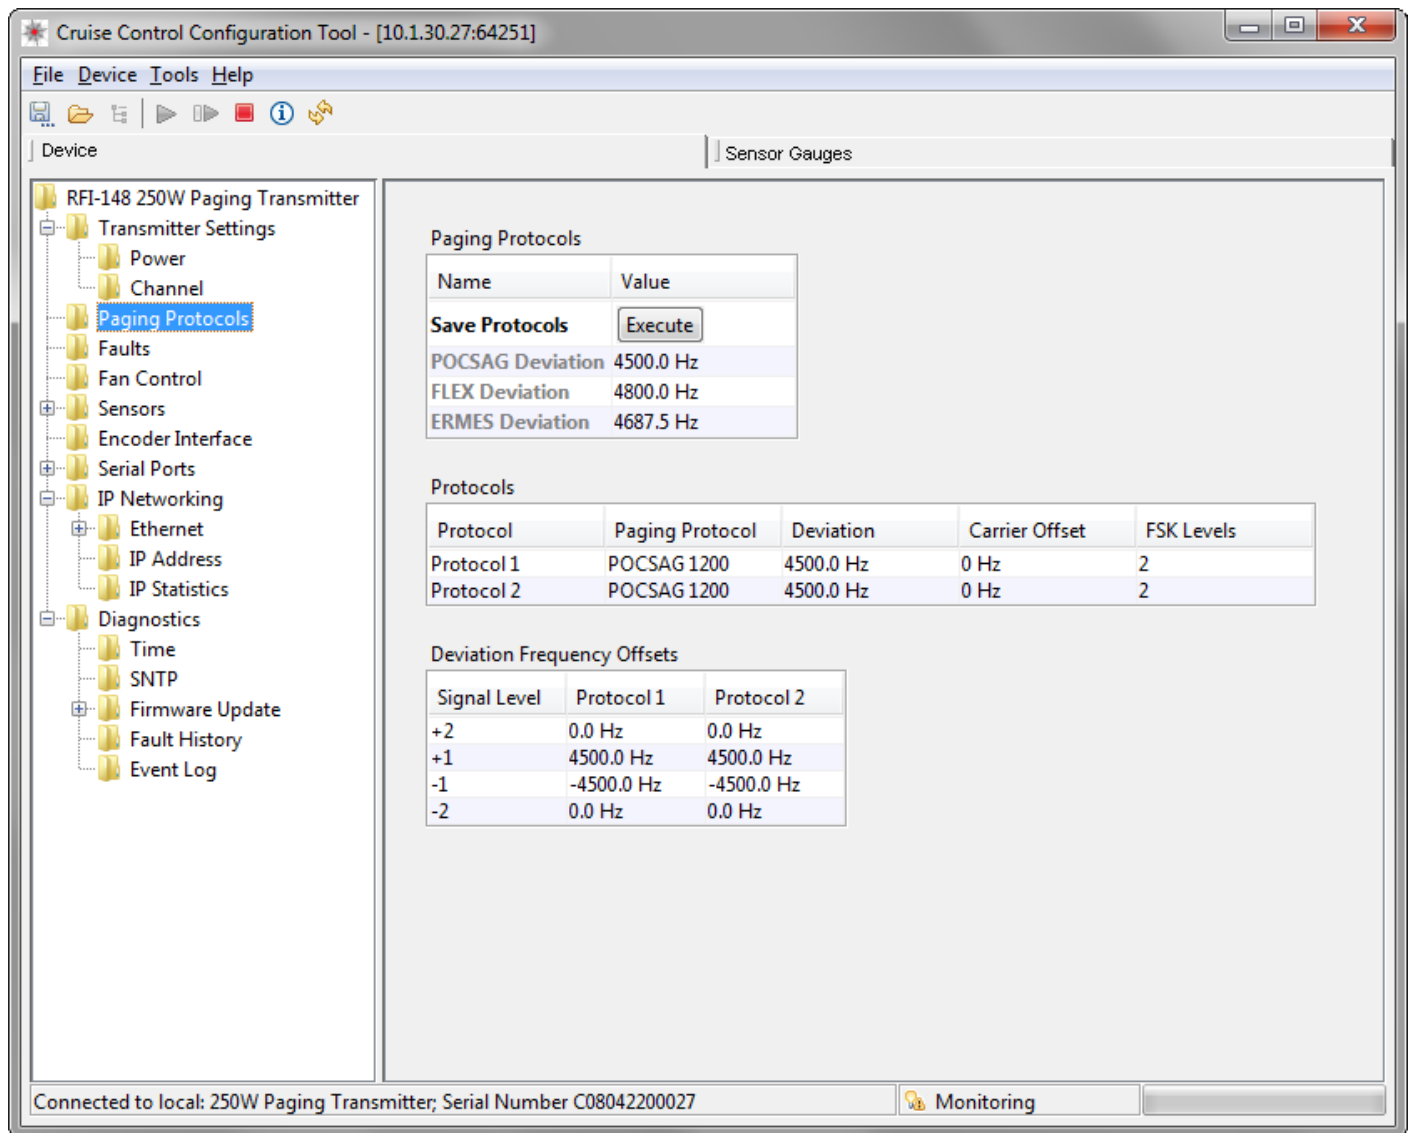 Cruise Control Configuration Tool - [10.1.30.27:64251]
File Device Tools Help
Device
Sensor Gauges
RFI-148 250W Paging Transmitter
Transmitter Settings
Power
Channel
Paging Protocols
Faults
Fan Control
Sensors
Encoder Interface
Serial Ports
IP Networking
Ethernet
IP Address
IP Statistics
Diagnostics
Time
SNTP
Firmware Update
Fault History
Event Log
Paging Protocols
Name Value
Save Protocols Execute
POCSAG Deviation 4500.0 Hz
FLEX Deviation 4800.0 Hz
ERMES Deviation 4687.5 Hz
Protocols
Protocol Paging Protocol Deviation Carrier Offset FSK Levels
Protocol 1 POCSAG 1200 4500.0 Hz 0 Hz 2
Protocol 2 POCSAG 1200 4500.0 Hz 0 Hz 2
Deviation Frequency Offsets
Signal Level Protocol 1 Protocol 2
+2 0.0 Hz 0.0 Hz
+1 4500.0 Hz 4500.0 Hz
-1 -4500.0 Hz -4500.0 Hz
-2 0.0 Hz 0.0 Hz
Connected to local: 250W Paging Transmitter; Serial Number C08042200027
Monitoring